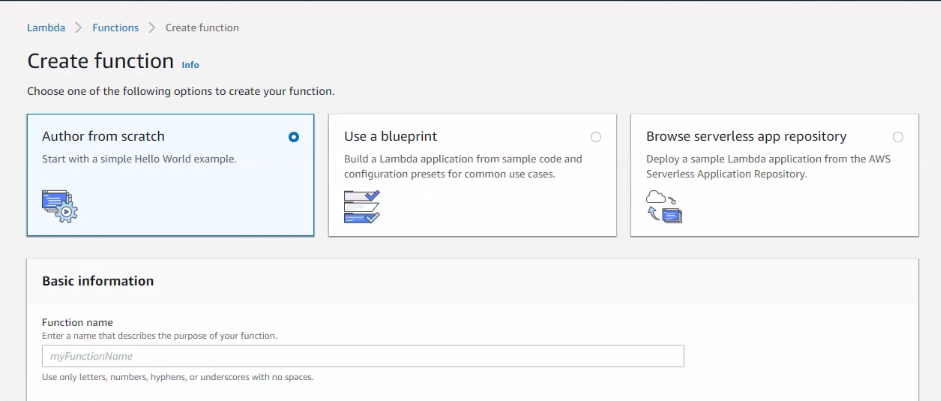 Lambda > Functions > Create function
Create function Info
Choose one of the following options to create your function.
Author from scratch
Start with a simple Hello World example.
Use a blueprint
Build a Lambda application from sample code and
configuration presets for common use cases.
Browse serverless app repository
Deploy a sample Lambda application from the AWS
Serverless Application Repository.
Basic information
Function name
Enter a name that describes the purpose of your function.
myFunctionName
Use only letters, numbers, hyphens, or underscores with no spaces.